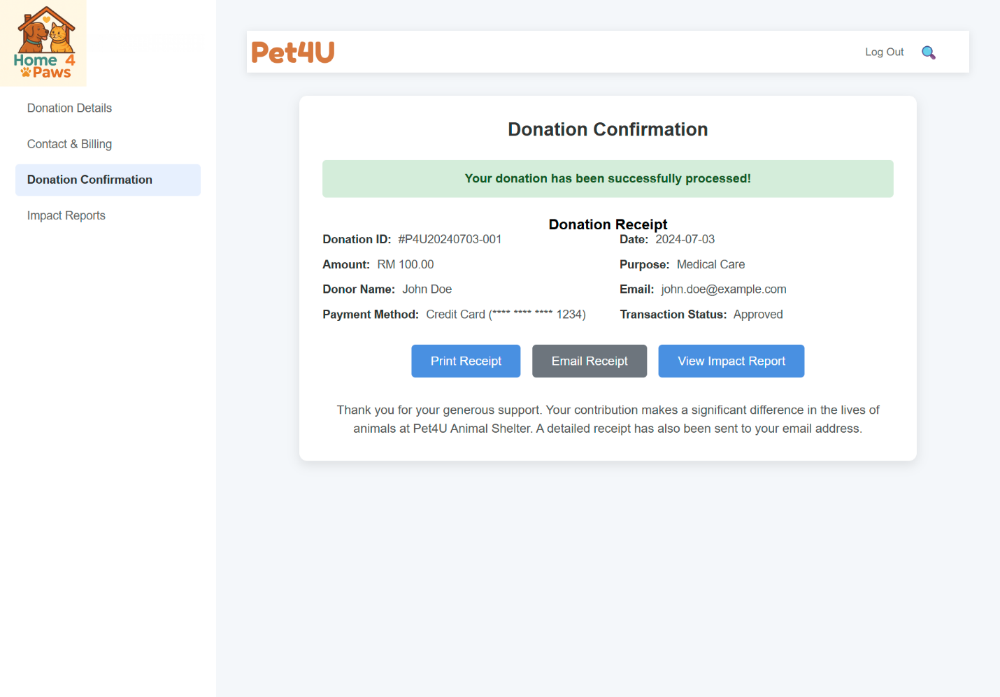 Home 4
Paws
Donation Details
Contact & Billing
Donation Confirmation
Impact Reports
Pet4U
Log Out
Donation Confirmation
Your donation has been successfully processed!
Donation Receipt
Donation ID: #P4U20240703-001
Date: 2024-07-03
Amount: RM 100.00
Purpose: Medical Care
Donor Name: John Doe
Email: john.doe@example.com
Payment Method: Credit Card (**** **** **** 1234)
Transaction Status: Approved
Print Receipt
Email Receipt
View Impact Report
Thank you for your generous support. Your contribution makes a significant difference in the lives of
animals at Pet4U Animal Shelter. A detailed receipt has also been sent to your email address.